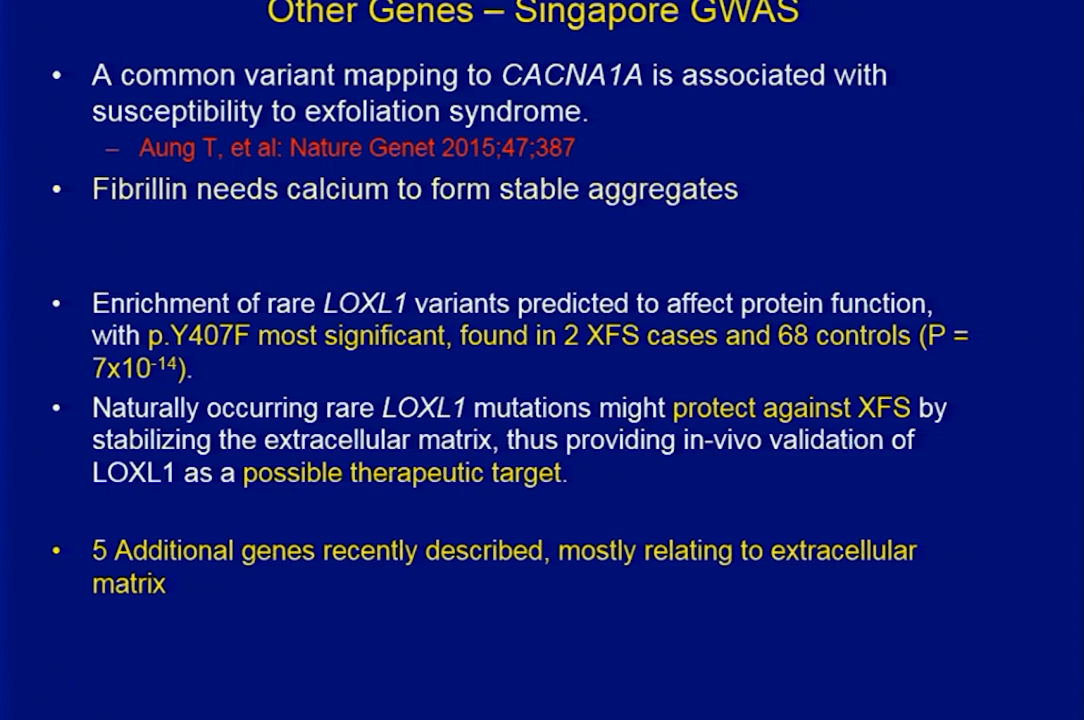 Other Genes – Singapore GWAS
• A common variant mapping to CACNA1A is associated with
susceptibility to exfoliation syndrome.
– Aung T, et al: Nature Genet 2015;47;387
• Fibrillin needs calcium to form stable aggregates
• Enrichment of rare LOXL1 variants predicted to affect protein function,
with p.Y407F most significant, found in 2 XFS cases and 68 controls (P =
7x10⁻¹⁴).
• Naturally occurring rare LOXL1 mutations might protect against XFS by
stabilizing the extracellular matrix, thus providing in-vivo validation of
LOXL1 as a possible therapeutic target.
• 5 Additional genes recently described, mostly relating to extracellular
matrix